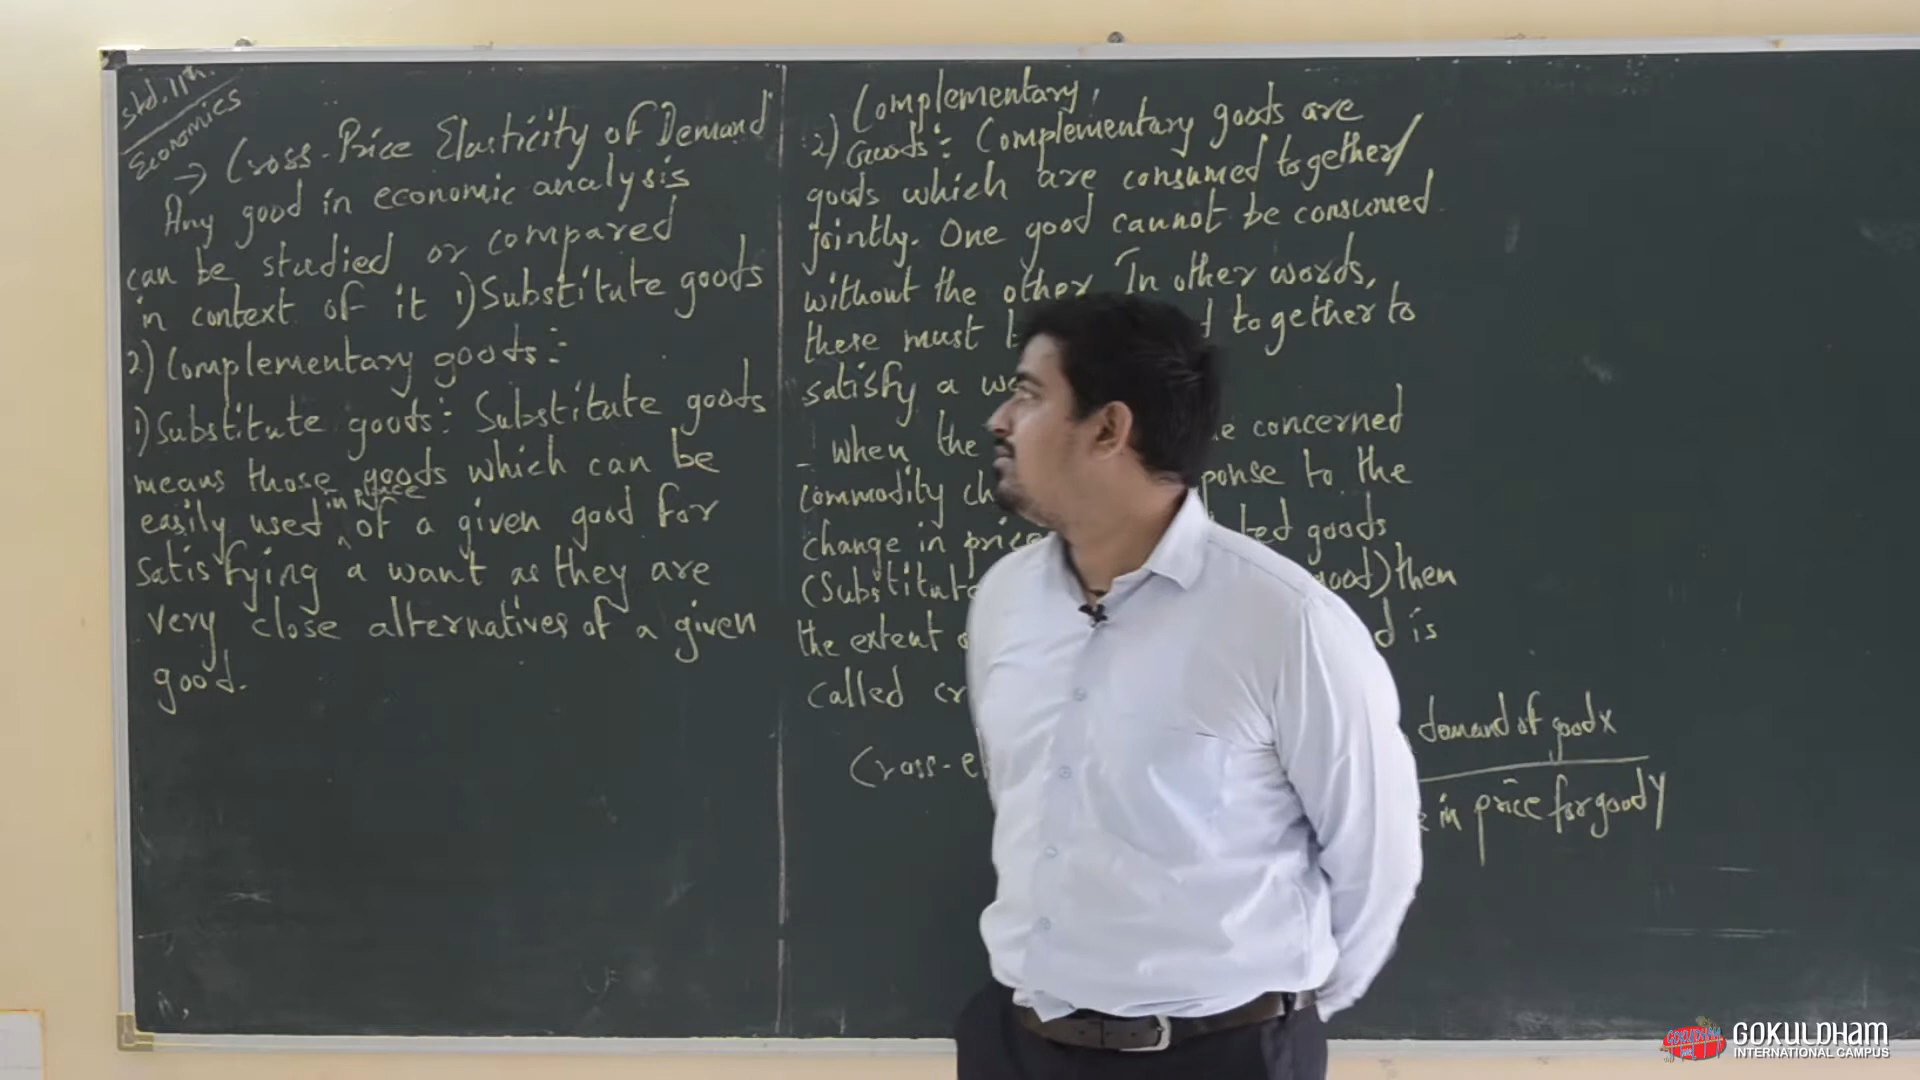 Std. 11th.
Economics
→ Cross-Price Elasticity of Demand
Any good in economic analysis
can be studied or compared
in context of it 1) Substitute goods
2) Complementary goods:-
1) Substitute goods:- Substitute goods
means those goods which can be
in place
easily used ^ of a given good for
satisfying a want as they are
very close alternatives of a given
good.
Complementary,
2) Goods:- Complementary goods are
goods which are consumed together/
jointly. One good cannot be consumed
without the other. In other words,
these must together to
satisfy a
- When the concerned
Commodity to the
change in price goods
(Substitute good) then
the extent is
called
Cross- demand of good x
in price for good y
GOKULDHAM
INTERNATIONAL CAMPUS